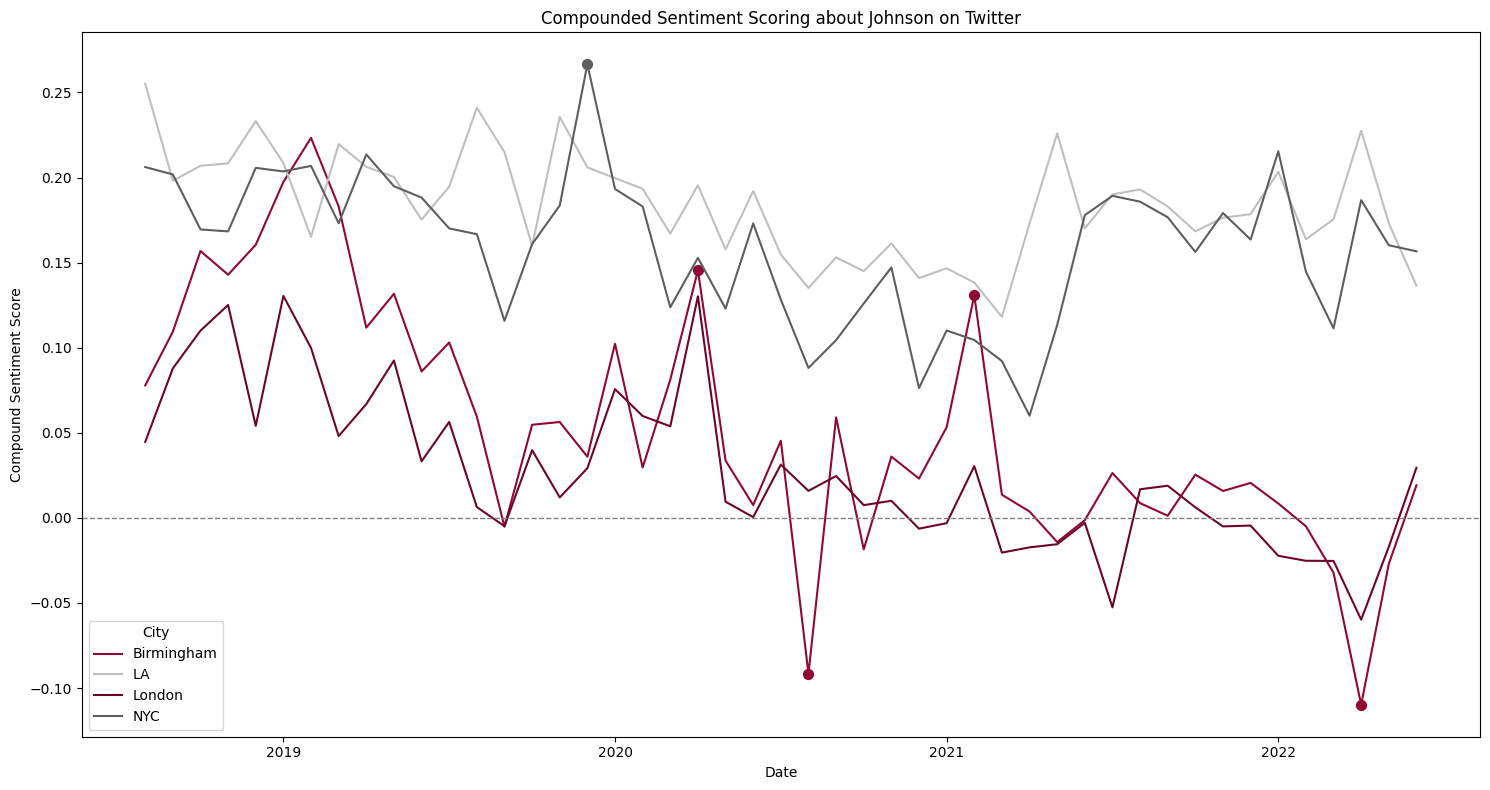 Compounded Sentiment Scoring about Johnson on Twitter
Compound Sentiment Score
0.25
0.20
0.15
0.10
0.05
0.00
−0.05
−0.10
City
Birmingham
LA
London
NYC
2019
2020
2021
2022
Date